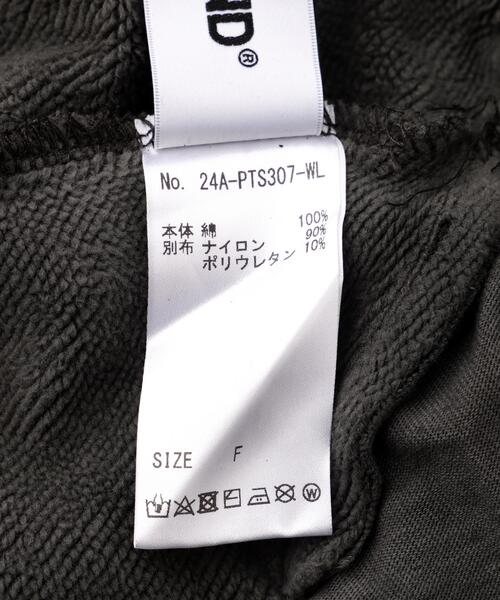 ND®
No. 24A-PTS307-WL
本体 綿 100%
別布 ナイロン 90%
ポリウレタン 10%
SIZE F
W